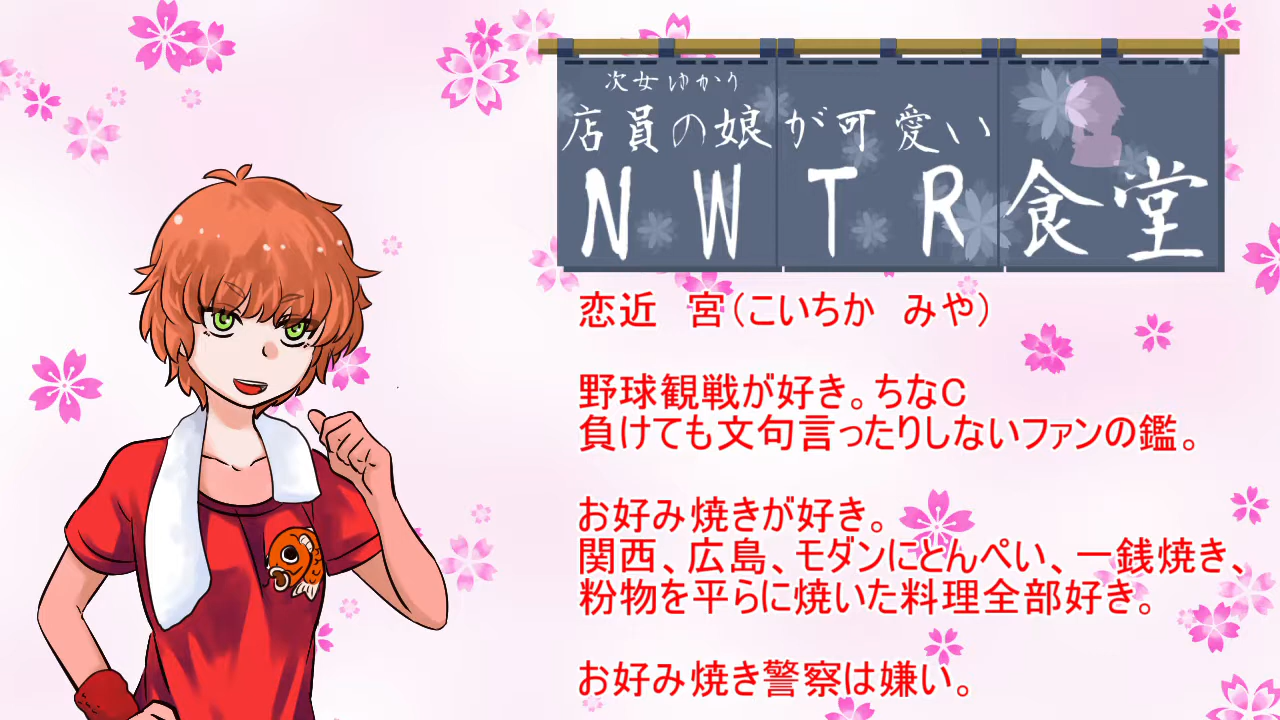 次女ゆかり
店員の娘が可愛い
NWTR食堂
恋近 宮(こいちか みや)
野球観戦が好き。ちなC
負けても文句言ったりしないファンの鑑。
お好み焼きが好き。
関西、広島、モダンにとんぺい、一銭焼き、
粉物を平らに焼いた料理全部好き。
お好み焼き警察は嫌い。